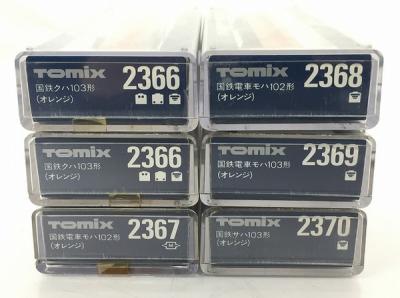 TOMIX 2366
国鉄クハ103形
(オレンジ)
TOMIX 2366
国鉄クハ103形
(オレンジ)
TOMIX 2367
国鉄電車モハ102形
(オレンジ)
M
TOMIX 2368
国鉄電車モハ102形
(オレンジ)
TOMIX 2369
国鉄電車モハ103形
(オレンジ)
TOMIX 2370
国鉄サハ103形
(オレンジ)